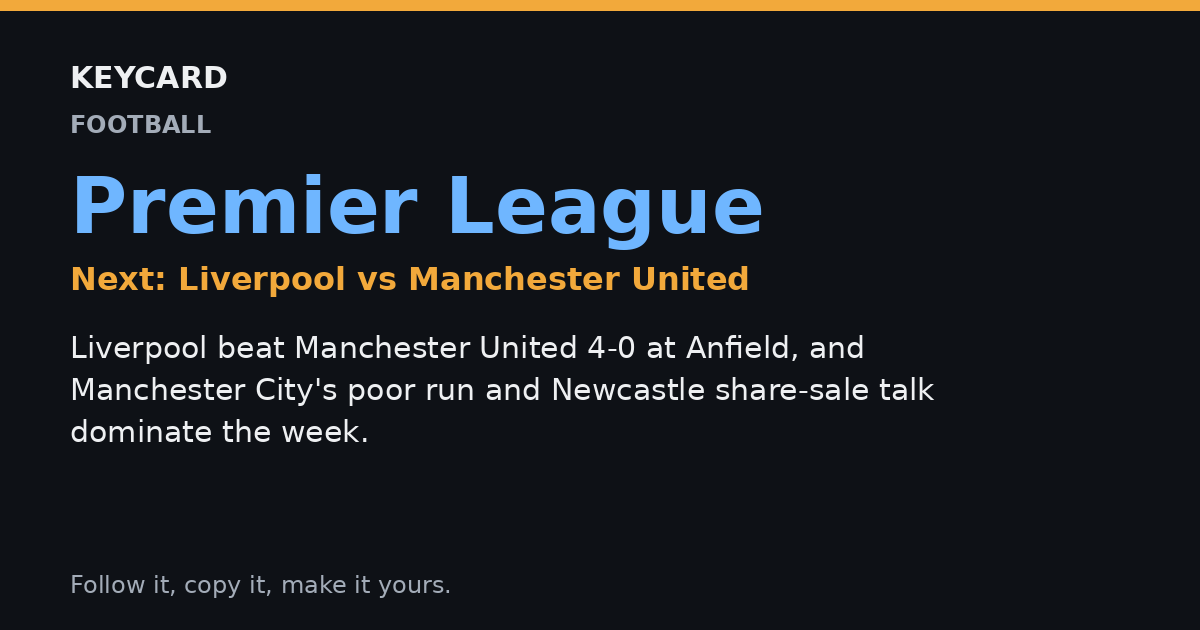 KEYCARD
FOOTBALL
Premier League
Next: Liverpool vs Manchester United
Liverpool beat Manchester United 4-0 at Anfield, and
Manchester City's poor run and Newcastle share-sale talk
dominate the week.
Follow it, copy it, make it yours.